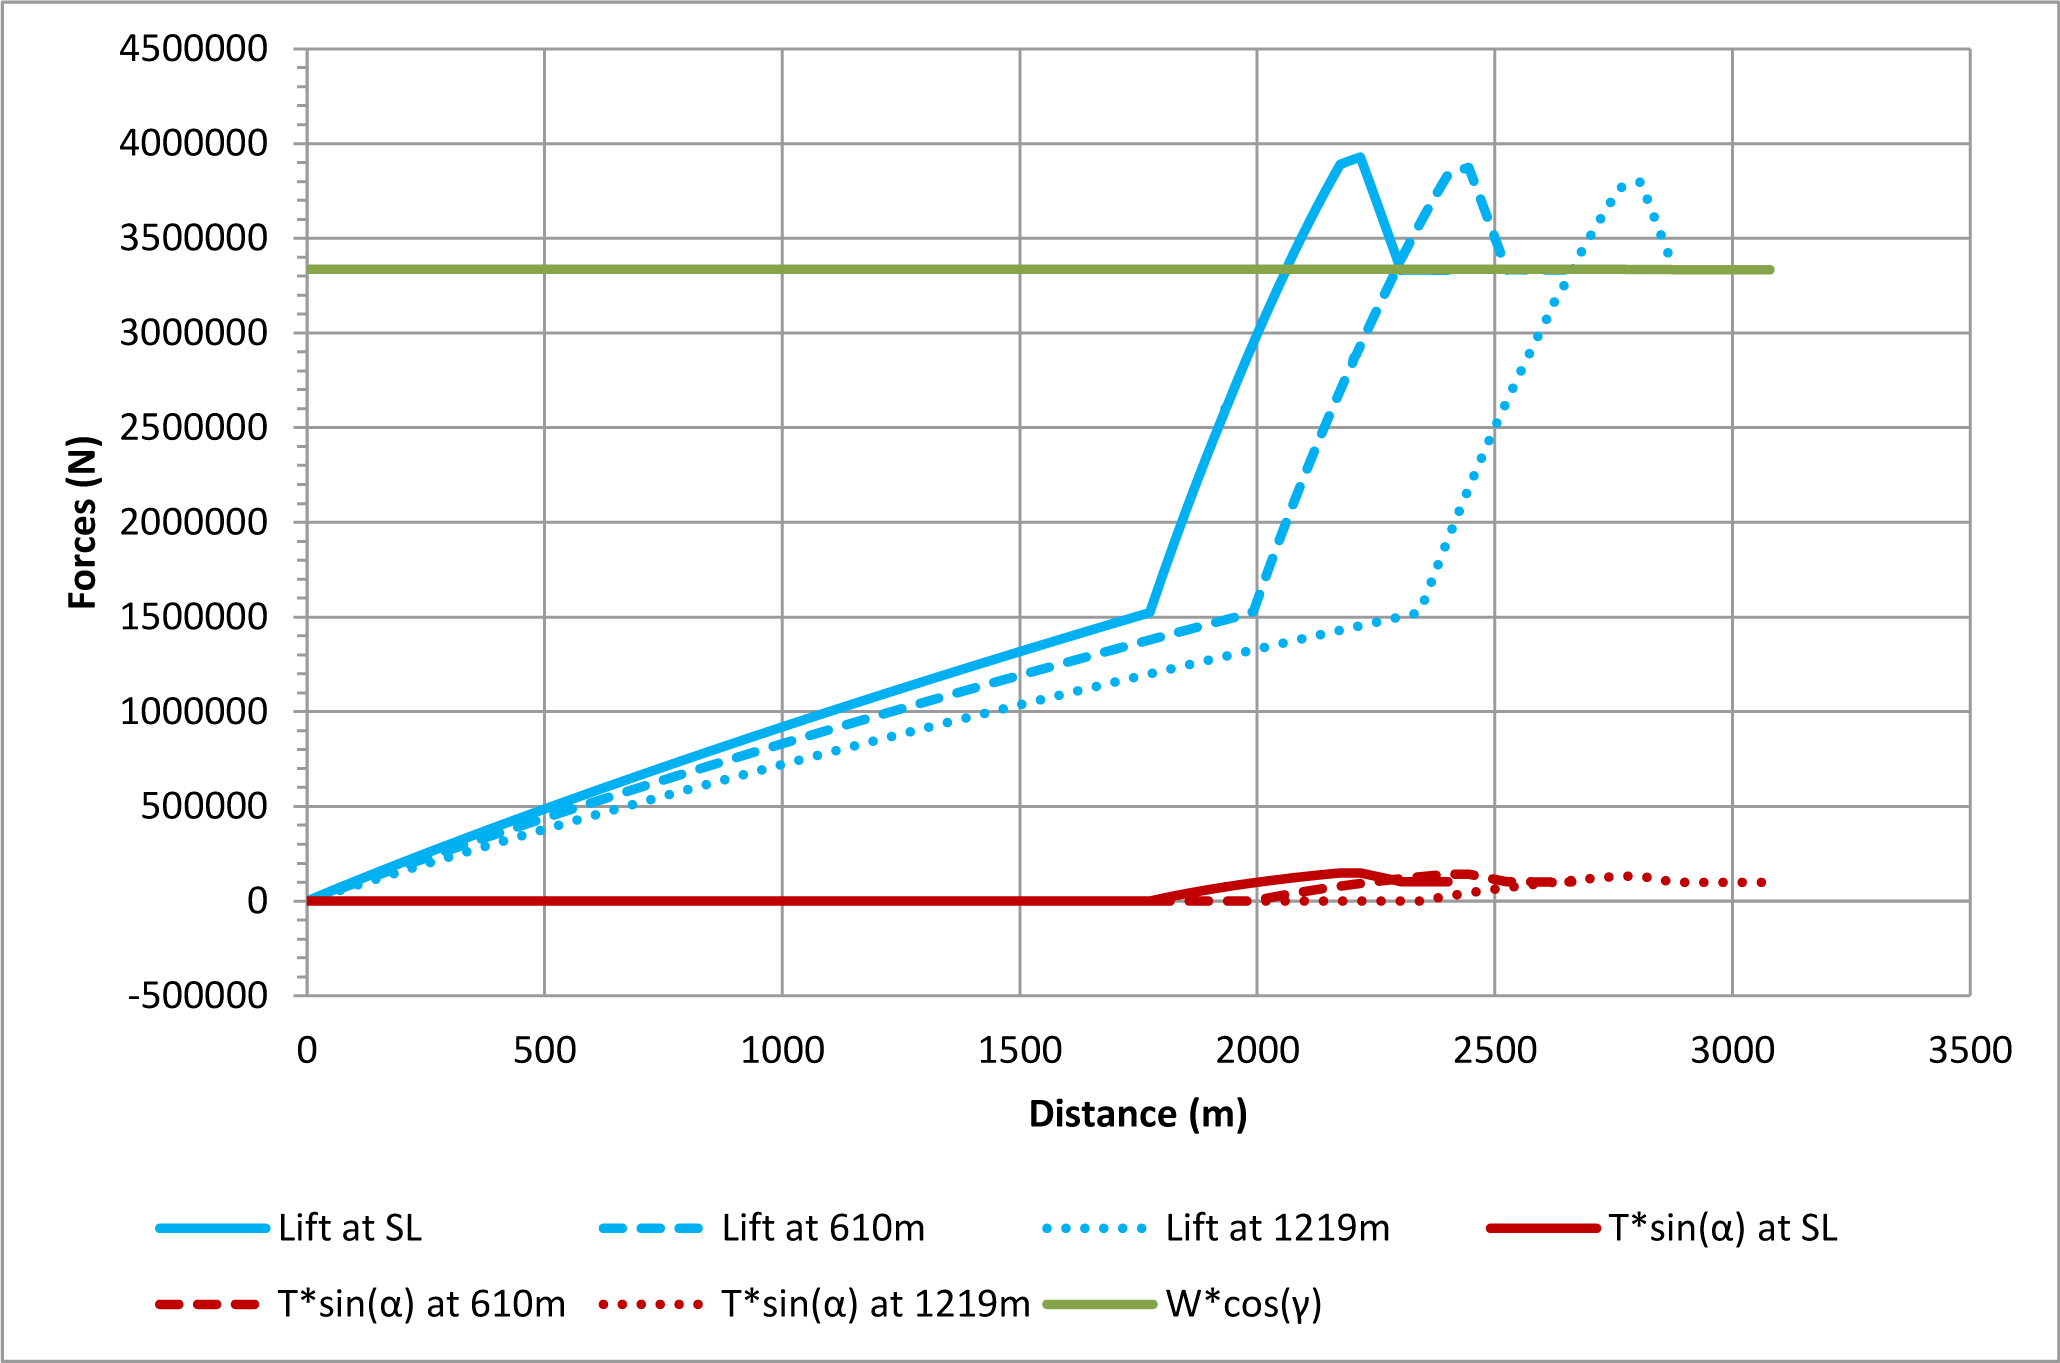 4500000
4000000
3500000
3000000
2500000
2000000
1500000
1000000
500000
0
-500000
Forces (N)
0 500 1000 1500 2000 2500 3000 3500
Distance (m)
Lift at SL Lift at 610m Lift at 1219m T*sin(α) at SL
T*sin(α) at 610m T*sin(α) at 1219m W*cos(γ)